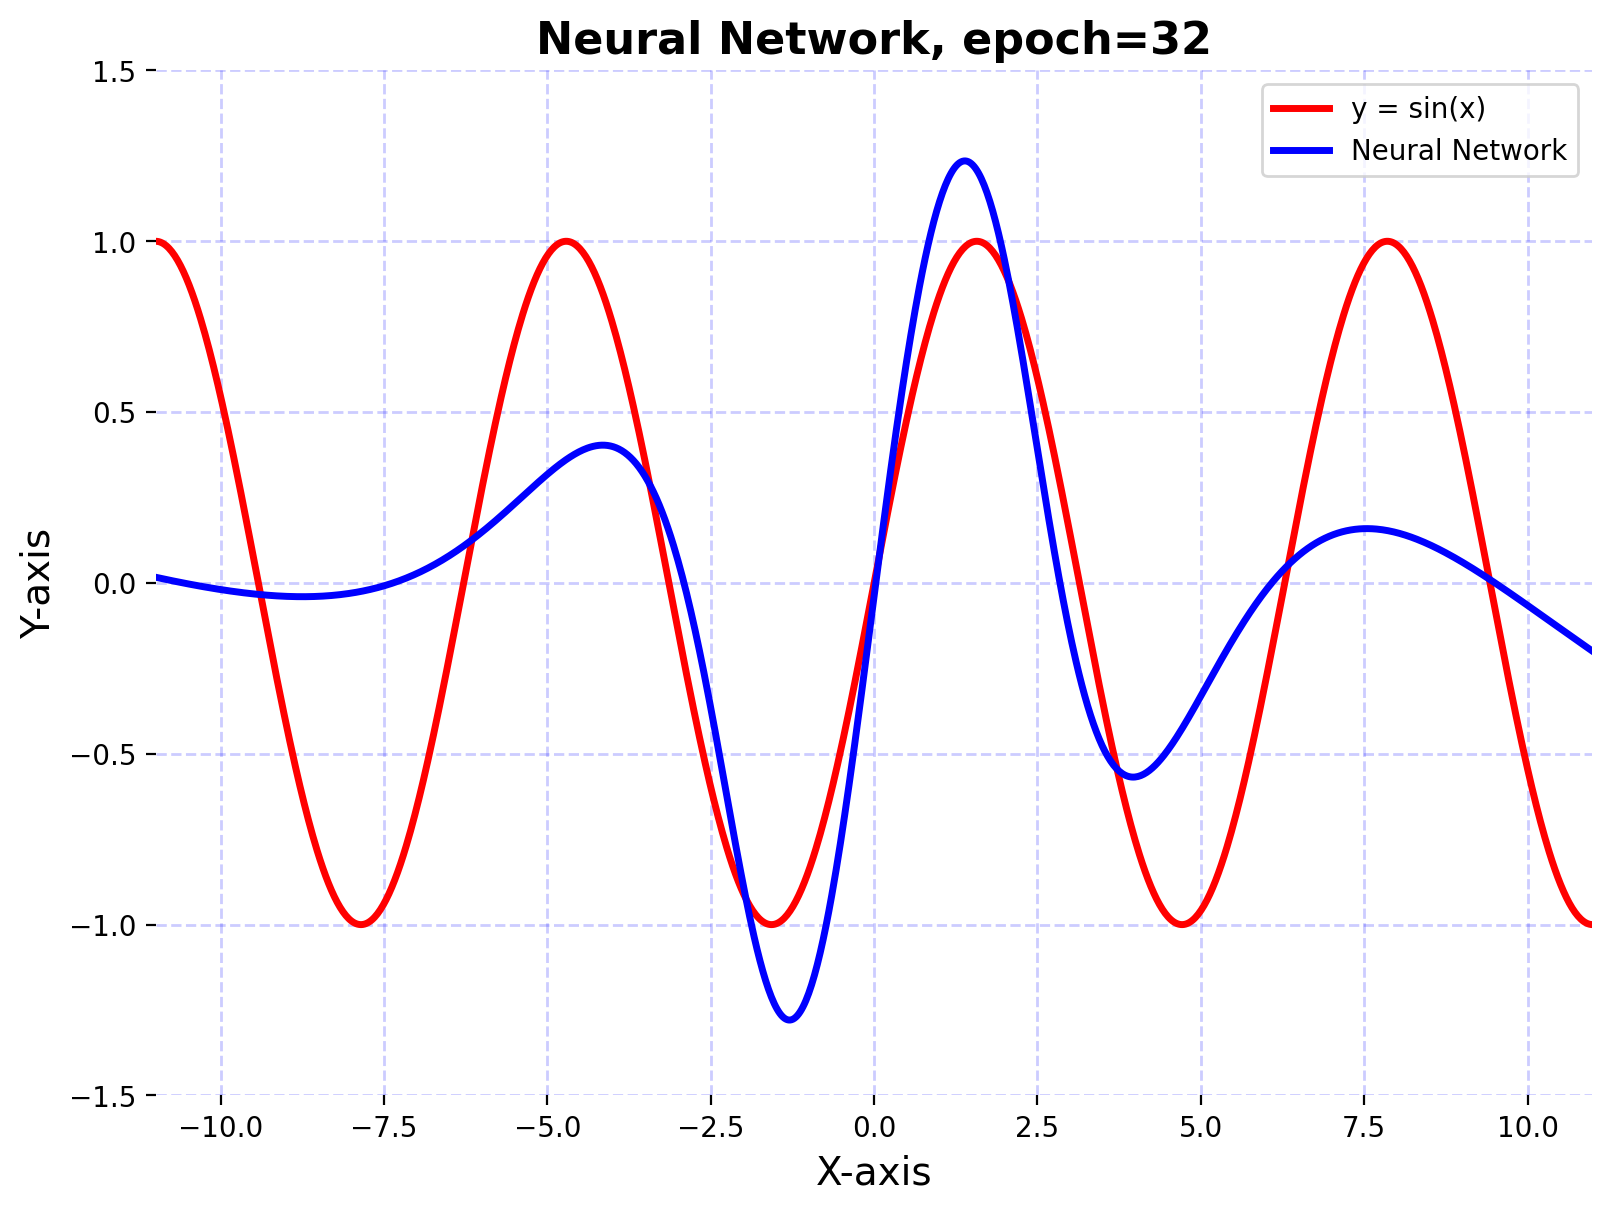 Neural Network, epoch=32
y = sin(x)
Neural Network
1.5
1.0
0.5
0.0
−0.5
−1.0
−1.5
Y-axis
−10.0 −7.5 −5.0 −2.5 0.0 2.5 5.0 7.5 10.0
X-axis